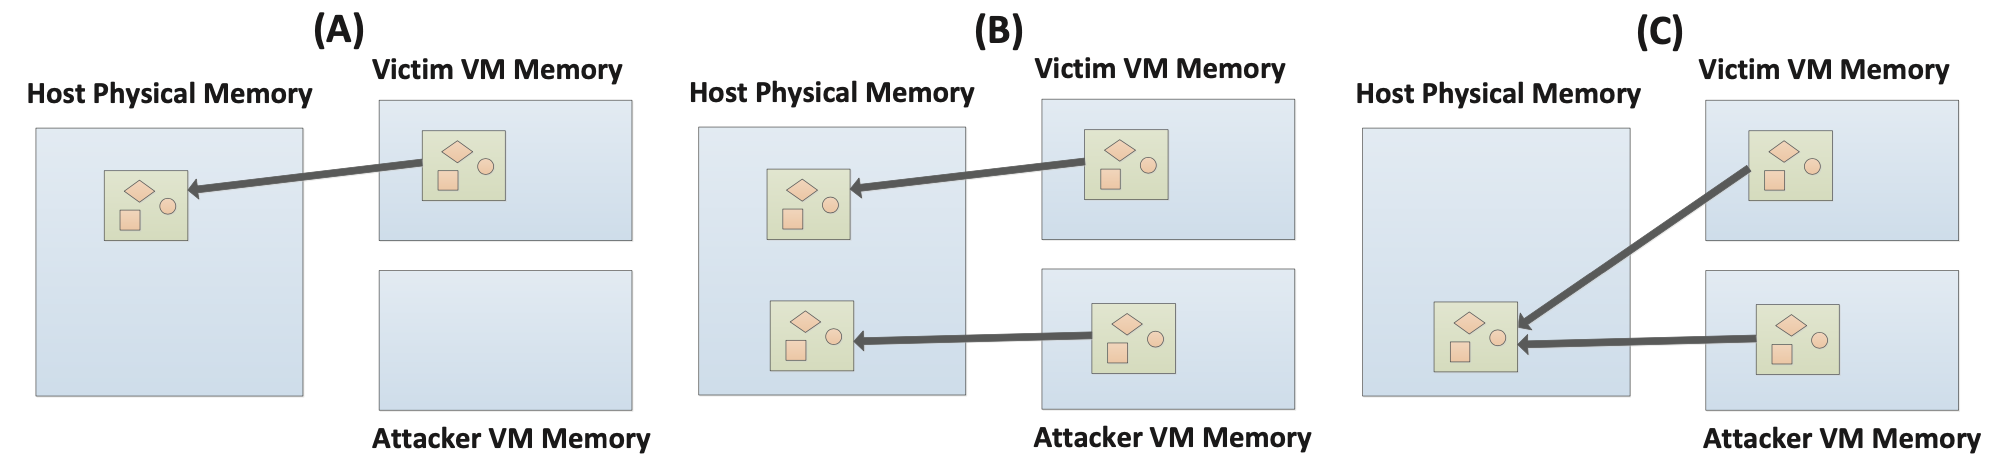 (A)
Victim VM Memory
Host Physical Memory
Attacker VM Memory
(B)
Victim VM Memory
Host Physical Memory
Attacker VM Memory
(C)
Victim VM Memory
Host Physical Memory
Attacker VM Memory